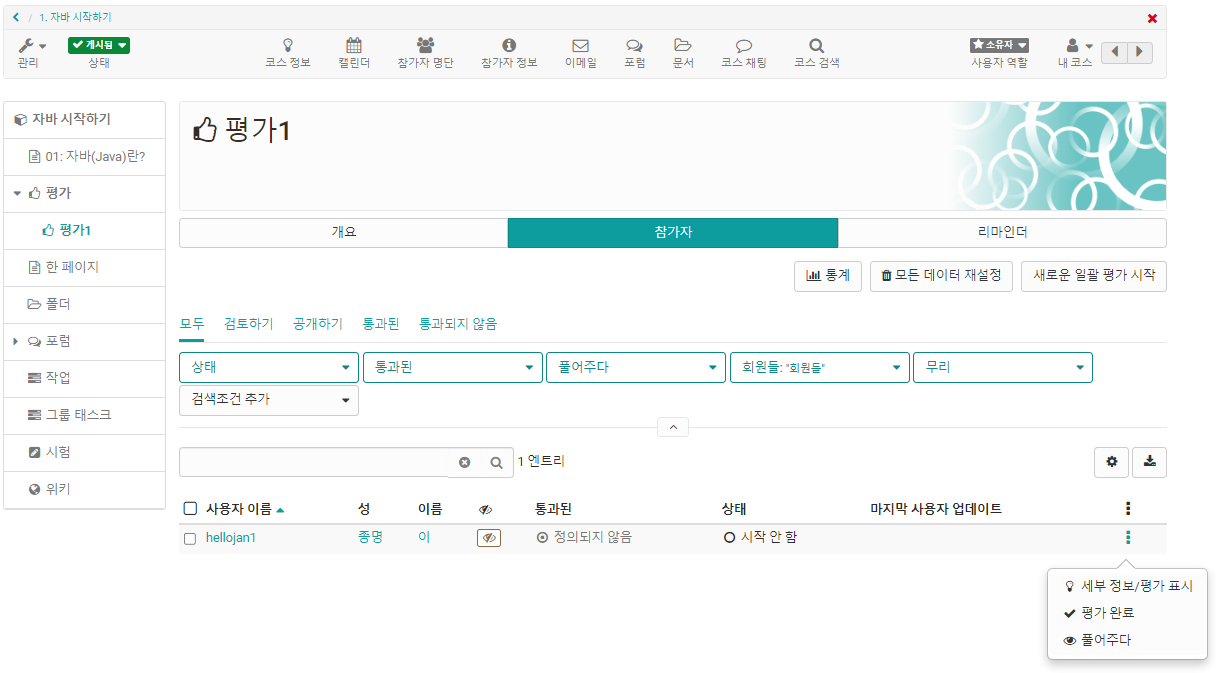 / 1. 자바 시작하기
관리
게시됨
상태
코스 정보
캘린더
참가자 명단
참가자 정보
이메일
포럼
문서
코스 채팅
코스 검색
소유자
사용자 역할
내 코스
자바 시작하기
01: 자바(Java)란?
평가
평가1
한 페이지
폴더
포럼
작업
그룹 태스크
시험
위키
평가1
개요 참가자 리마인더
통계 모든 데이터 재설정 새로운 일괄 평가 시작
모두 검토하기 공개하기 통과된 통과되지 않음
상태 통과된 풀어주다 회원들: "회원들" 무리
검색조건 추가
1 엔트리
사용자 이름 성 이름 통과된 상태 마지막 사용자 업데이트
hellojan1 종명 이 정의되지 않음 시작 안 함
세부 정보/평가 표시
평가 완료
풀어주다